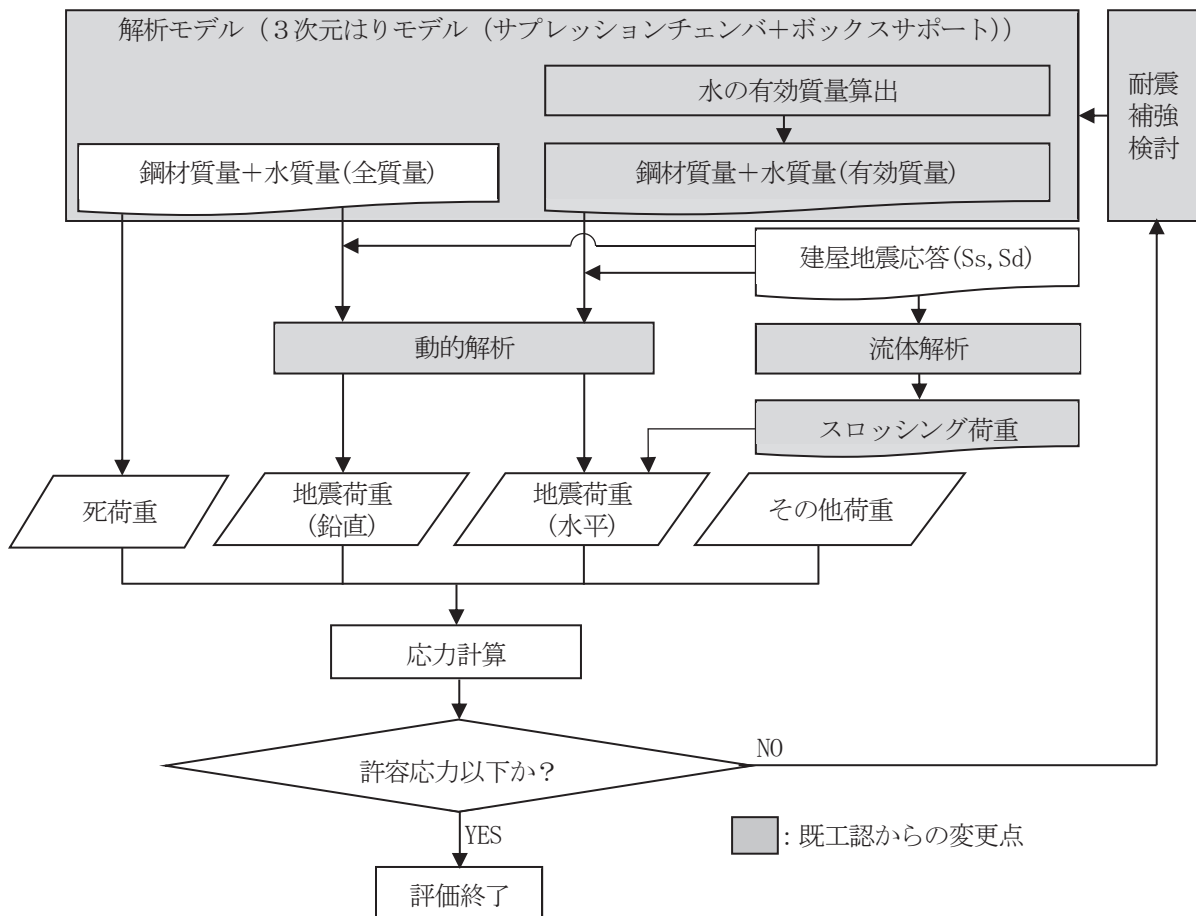 解析モデル（３次元はりモデル（サプレッションチェンバ＋ボックスサポート））
水の有効質量算出
耐震
補強
検討
鋼材質量＋水質量(全質量)
鋼材質量＋水質量(有効質量)
建屋地震応答(Ss, Sd)
動的解析
流体解析
スロッシング荷重
死荷重
地震荷重
(鉛直)
地震荷重
(水平)
その他荷重
応力計算
許容応力以下か？
NO
YES
：既工認からの変更点
評価終了